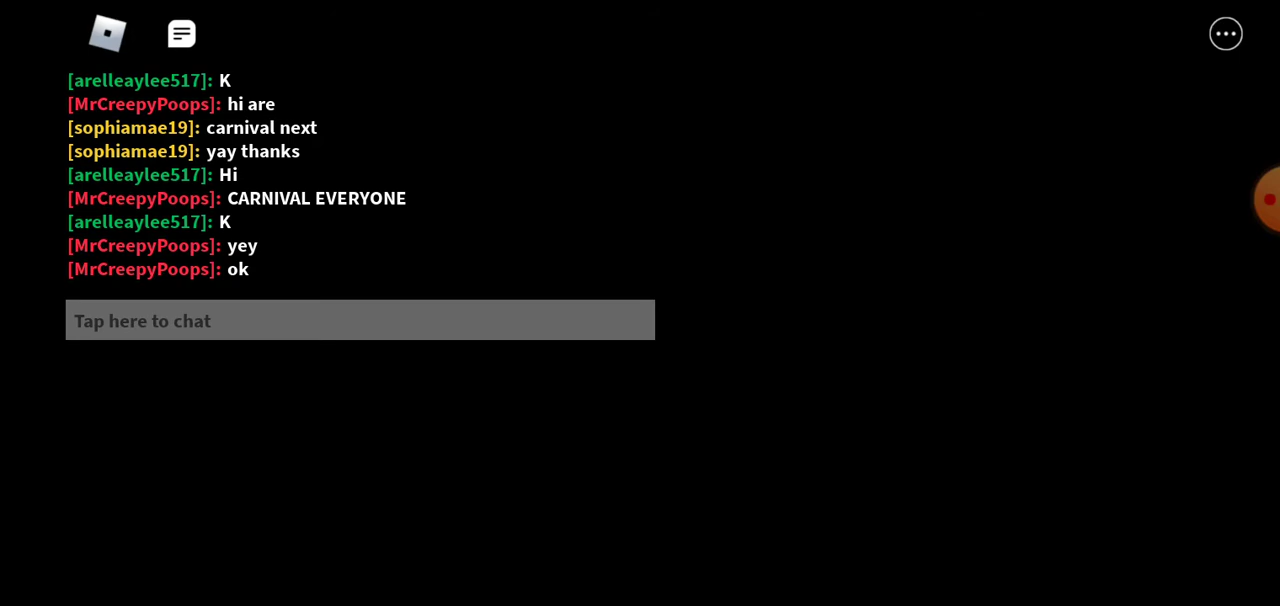 [arelleaylee517]: K
[MrCreepyPoops]: hi are
[sophiamae19]: carnival next
[sophiamae19]: yay thanks
[arelleaylee517]: Hi
[MrCreepyPoops]: CARNIVAL EVERYONE
[arelleaylee517]: K
[MrCreepyPoops]: yey
[MrCreepyPoops]: ok
Tap here to chat